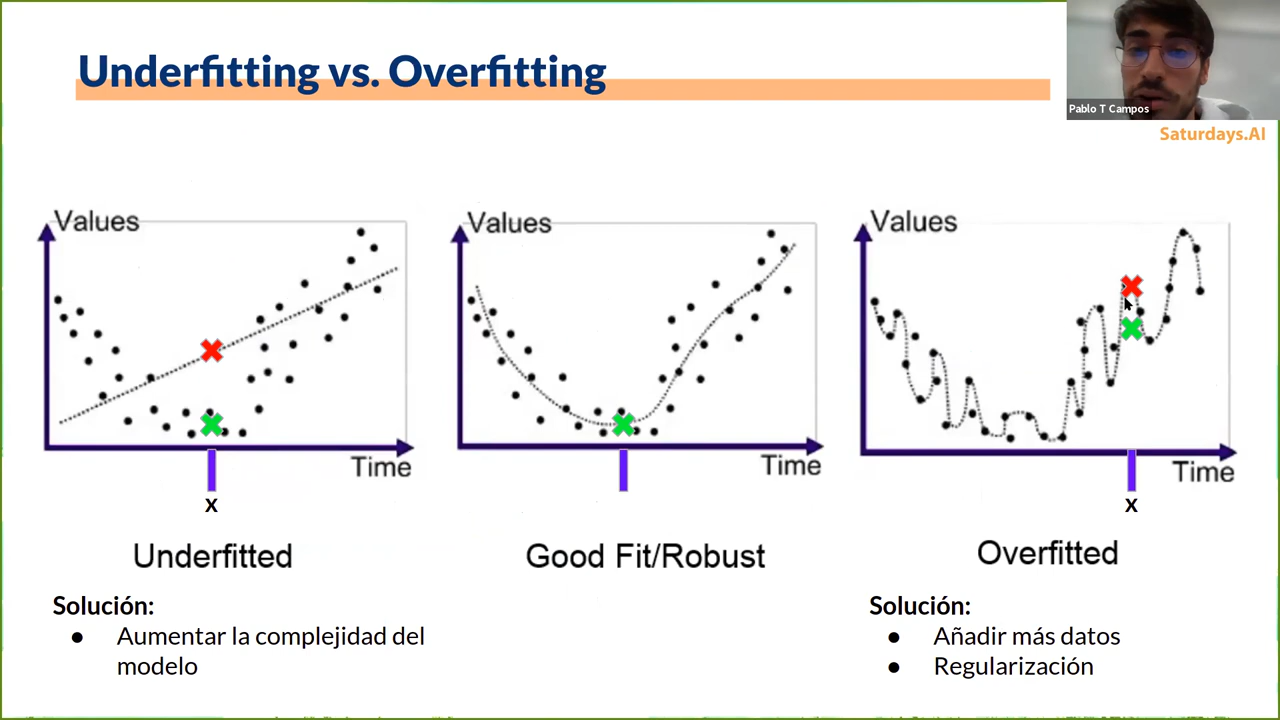 Underfitting vs. Overfitting
Pablo T Campos
Saturdays.AI
Values
Time
x
Underfitted
Solución:
● Aumentar la complejidad del
modelo
Values
Time
Good Fit/Robust
Values
Time
x
Overfitted
Solución:
● Añadir más datos
● Regularización